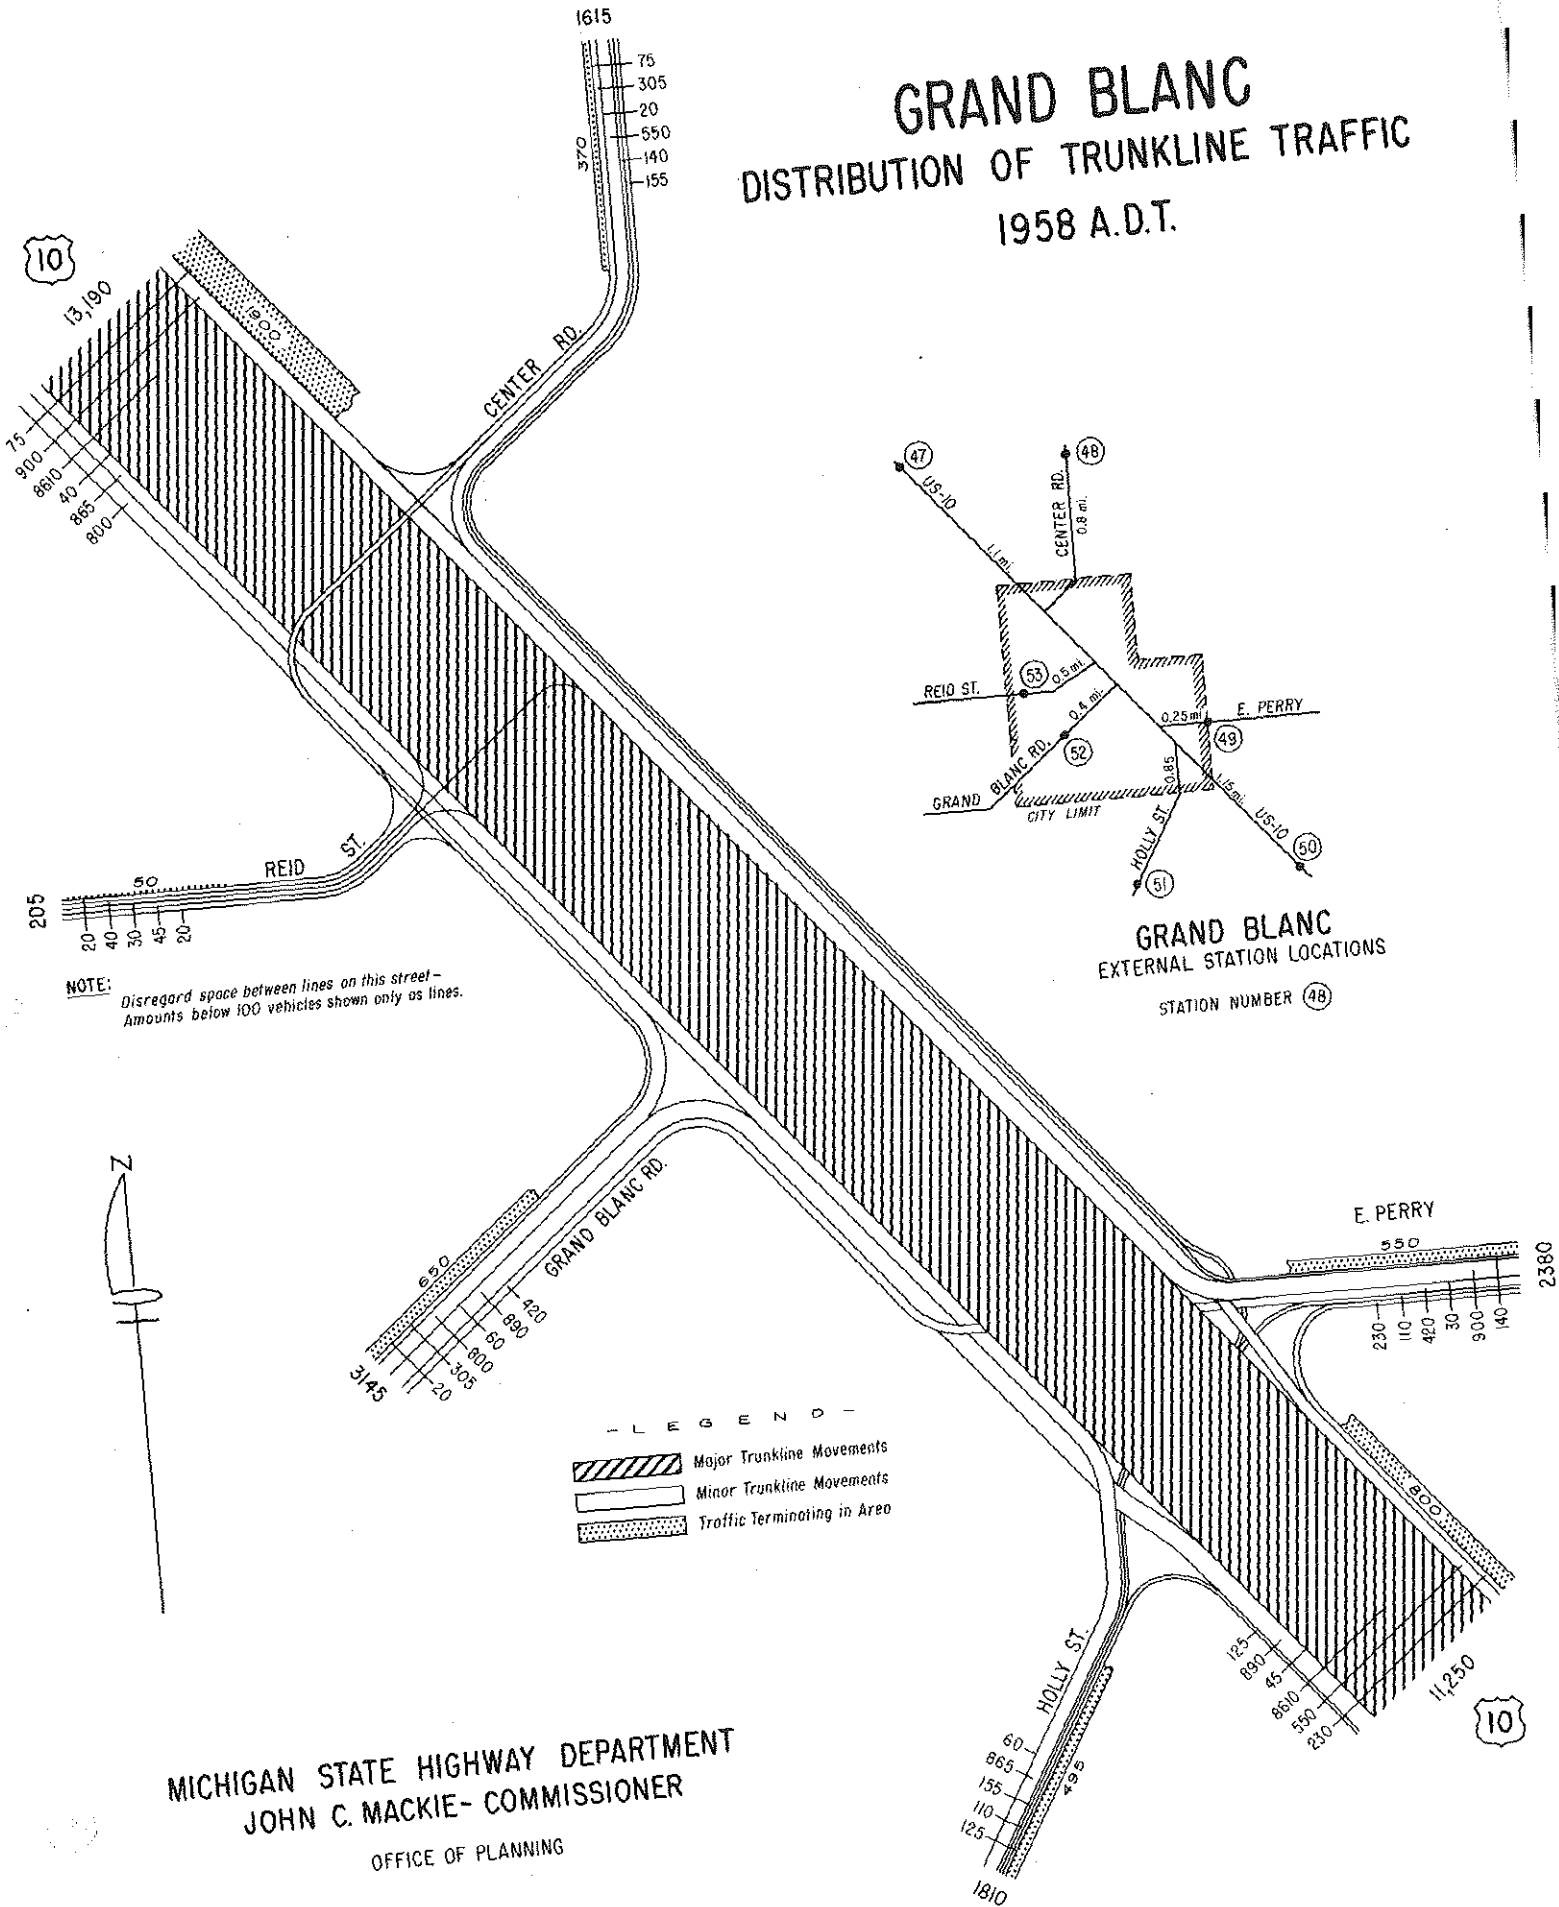 GRAND BLANC
DISTRIBUTION OF TRUNKLINE TRAFFIC
1958 A.D.T.
1615
75
305
20
550
140
155
370
CENTER RD.
10
13,190
1900
75
900
8610
40
865
800
REID ST.
50
205
20
40
30
45
20
NOTE:
Disregard space between lines on this street–
Amounts below 100 vehicles shown only as lines.
47
48
US-10
1.1 mi.
CENTER RD.
0.8 mi.
53
REID ST.
0.5 mi.
0.4 mi.
52
GRAND BLANC RD.
0.25 mi
E. PERRY
49
CITY LIMIT
0.85
HOLLY ST.
1.15 mi.
US-10
50
51
GRAND BLANC
EXTERNAL STATION LOCATIONS
STATION NUMBER 48
N
650
GRAND BLANC RD.
3145
420
890
60
800
305
20
E. PERRY
550
2380
230
110
420
30
900
140
- L E G E N D -
Major Trunkline Movements
Minor Trunkline Movements
Traffic Terminating in Area
800
HOLLY ST.
60
865
155
110
125
495
1810
125
890
45
8610
550
230
11,250
10
MICHIGAN STATE HIGHWAY DEPARTMENT
JOHN C. MACKIE- COMMISSIONER
OFFICE OF PLANNING